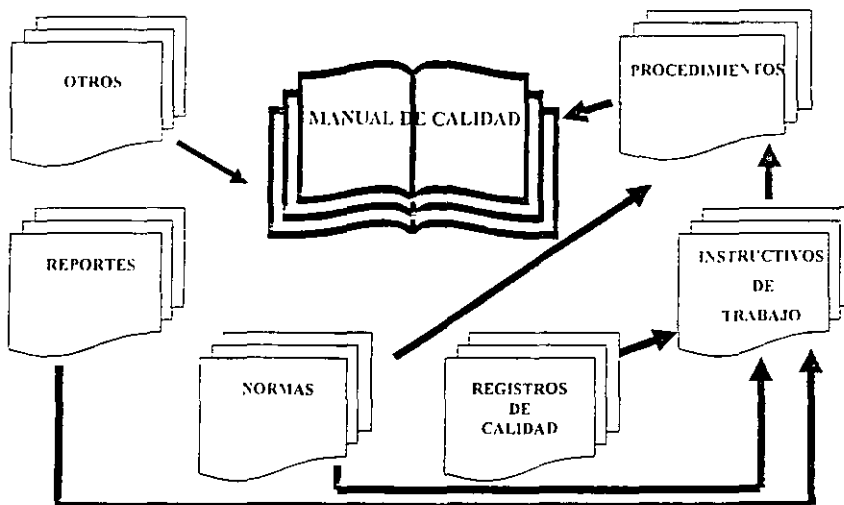 OTROS
MANUAL DE CALIDAD
PROCEDIMIENTOS
REPORTES
INSTRUCTIVOS
DE
TRABAJO
NORMAS
REGISTROS
DE
CALIDAD